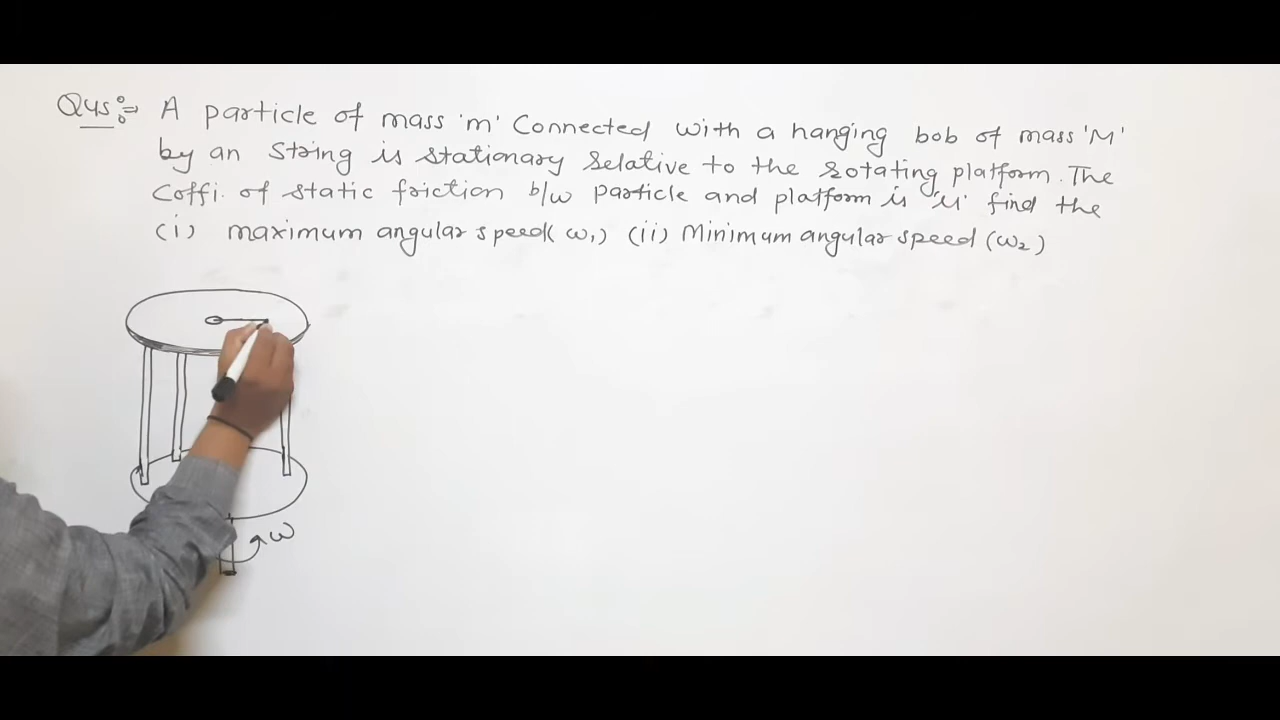 Qus:⇒ A particle of mass 'm' Connected with a hanging bob of mass 'M'
by an string is stationary relative to the rotating platform. The
Coffi. of static friction b/w particle and platform is 'μ' find the
(i) maximum angular speed (ω₁) (ii) Minimum angular speed (ω₂)
ω